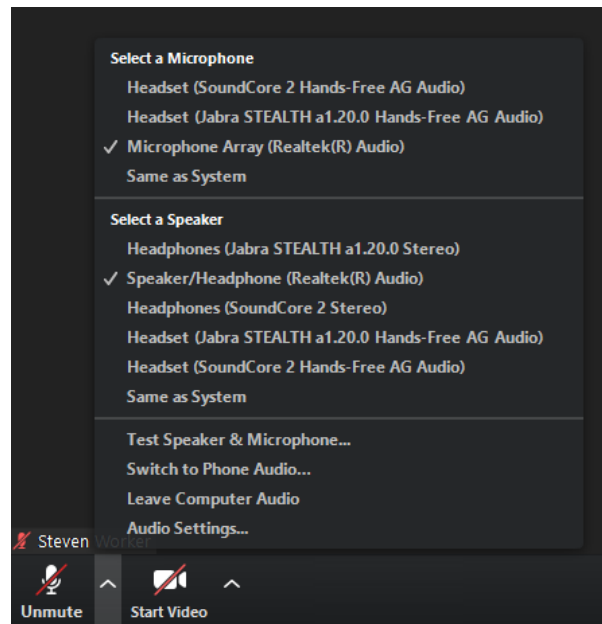 Select a Microphone
Headset (SoundCore 2 Hands-Free AG Audio)
Headset (Jabra STEALTH a1.20.0 Hands-Free AG Audio)
Microphone Array (Realtek(R) Audio)
Same as System
Select a Speaker
Headphones (Jabra STEALTH a1.20.0 Stereo)
Speaker/Headphone (Realtek(R) Audio)
Headphones (SoundCore 2 Stereo)
Headset (Jabra STEALTH a1.20.0 Hands-Free AG Audio)
Headset (SoundCore 2 Hands-Free AG Audio)
Same as System
Test Speaker & Microphone...
Switch to Phone Audio...
Leave Computer Audio
Audio Settings...
Steven Worker
Unmute Start Video